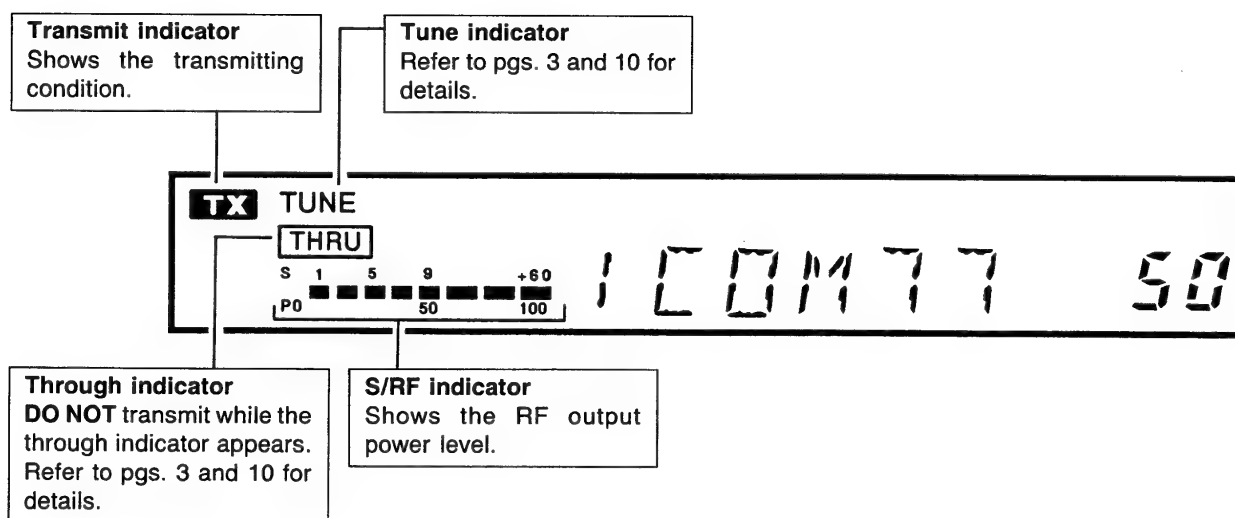 Transmit indicator
Shows the transmitting
condition.
Tune indicator
Refer to pgs. 3 and 10 for
details.
TX TUNE
THRU
S 1 5 9 +60
P0 50 100
ICOM77 50
Through indicator
DO NOT transmit while the
through indicator appears.
Refer to pgs. 3 and 10 for
details.
S/RF indicator
Shows the RF output
power level.